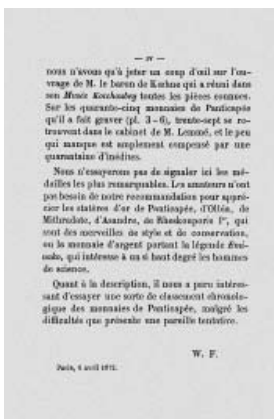 — IV —
nous n'avons qu'à jeter un coup d'œil sur l'ou-
vrage de M. le baron de Kœhne qui a réuni dans
son Musée Kotchoubey toutes les pièces connues.
Sur les quarante-cinq monnaies de Panticapée
qu'il a fait graver (pl. 3-6), trente-sept se re-
trouvent dans le cabinet de M. Lemmé, et le peu
qui manque est amplement compensé par une
quarantaine d'inédites.
Nous n'essayerons pas de signaler ici les mé-
dailles les plus remarquables. Les amateurs n'ont
pas besoin de notre recommandation pour appré-
cier les statères d'or de Panticapée, d'Olbia, de
Mithradate, d'Asandre, de Rheskouporis Iᵉʳ, qui
sont des merveilles de style et de conservation,
ou la monnaie d'argent portant la légende
qui intéresse à un si haut degré les hommes
de science.
Quant à la description, il nous a paru intéres-
sant d'essayer une sorte de classement chronolo-
gique des monnaies de Panticapée, malgré les
difficultés que présente une pareille tentative.
W. F.
Paris, 6 avril 1872.